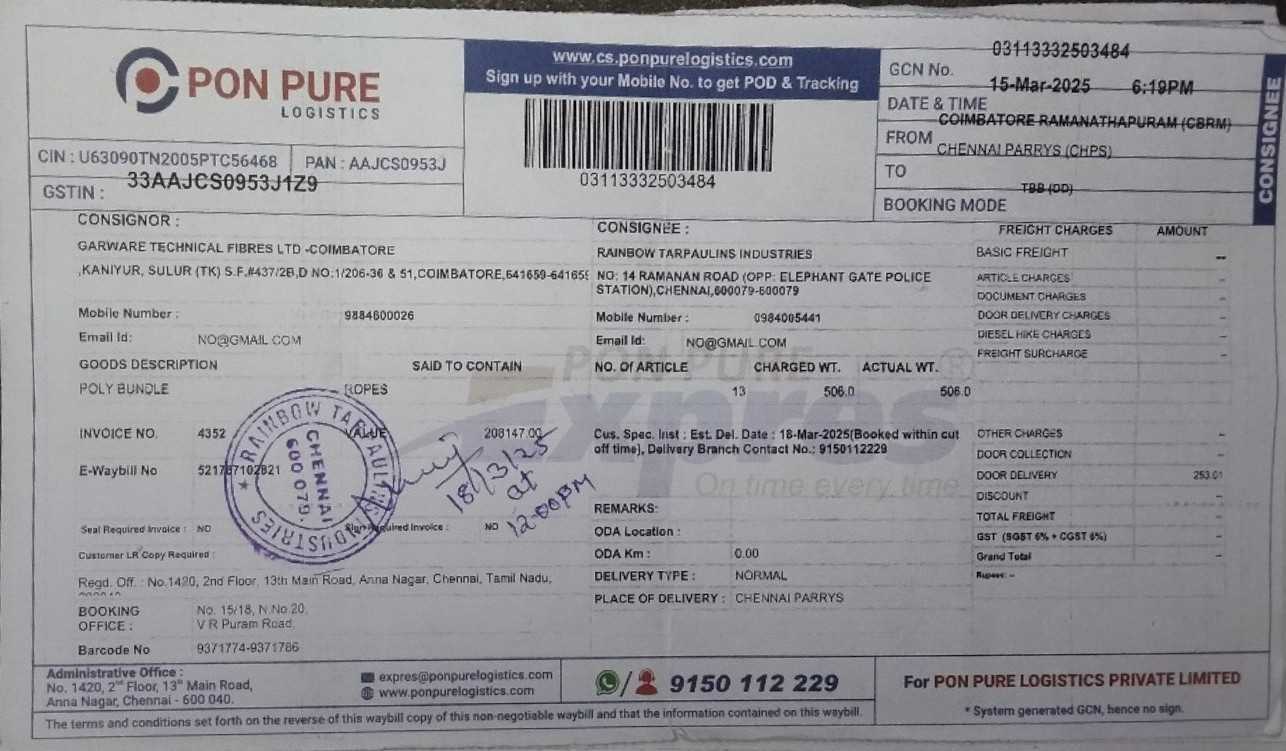 PON PURE
LOGISTICS
www.cs.ponpurelogistics.com
Sign up with your Mobile No. to get POD & Tracking
03113332503484
GCN No. 03113332503484
DATE & TIME 15-Mar-2025 6:19PM
FROM COIMBATORE RAMANATHAPURAM (CBRM)
TO CHENNAI PARRYS (CHPS)
BOOKING MODE TBB (DD)
CONSIGNEE
CIN : U63090TN2005PTC56468 PAN : AAJCS0953J
GSTIN : 33AAJCS0953J1Z9
CONSIGNOR :
GARWARE TECHNICAL FIBRES LTD -COIMBATORE
,KANIYUR, SULUR (TK) S.F.#437/2B,D NO:1/206-36 & 51,COIMBATORE,641659-641659
Mobile Number : 9884600026
Email Id: NO@GMAIL.COM
CONSIGNEE :
RAINBOW TARPAULINS INDUSTRIES
NO: 14 RAMANAN ROAD (OPP: ELEPHANT GATE POLICE
STATION),CHENNAI,600079-600079
Mobile Number : 0984005441
Email Id: NO@GMAIL.COM
FREIGHT CHARGES AMOUNT
BASIC FREIGHT --
ARTICLE CHARGES -
DOCUMENT CHARGES -
DOOR DELIVERY CHARGES -
DIESEL HIKE CHARGES -
FREIGHT SURCHARGE -
GOODS DESCRIPTION SAID TO CONTAIN NO. Of ARTICLE CHARGED WT. ACTUAL WT.
POLY BUNDLE ROPES 13 506.0 506.0
PON PURE ®
Xpres
On time every time
INVOICE NO. 4352 VALUE 208147.00
E-Waybill No 521787102821
Cus. Spec. Inst : Est. Del. Date : 18-Mar-2025(Booked within cut
off time), Delivery Branch Contact No.: 9150112229
OTHER CHARGES -
DOOR COLLECTION -
DOOR DELIVERY 253.01
DISCOUNT -
TOTAL FREIGHT -
GST (SGST 6% + CGST 6%) -
Grand Total -
Rupees: --
RAINBOW TARPAULINS INDUSTRIES
CHENNAI
600 079.
18/3/25
at
12-00PM
Seal Required Invoice : NO Sign Required Invoice : NO
Customer LR Copy Required :
REMARKS:
ODA Location :
ODA Km : 0.00
DELIVERY TYPE : NORMAL
PLACE OF DELIVERY : CHENNAI PARRYS
Regd. Off. : No.1420, 2nd Floor, 13th Main Road, Anna Nagar, Chennai, Tamil Nadu,
BOOKING OFFICE : No. 15/18, N.No 20,
V R Puram Road,
Barcode No 9371774-9371786
Administrative Office :
No. 1420, 2nd Floor, 13th Main Road,
Anna Nagar, Chennai - 600 040.
expres@ponpurelogistics.com
www.ponpurelogistics.com
/ 9150 112 229
For PON PURE LOGISTICS PRIVATE LIMITED
* System generated GCN, hence no sign.
The terms and conditions set forth on the reverse of this waybill copy of this non-negotiable waybill and that the information contained on this waybill.